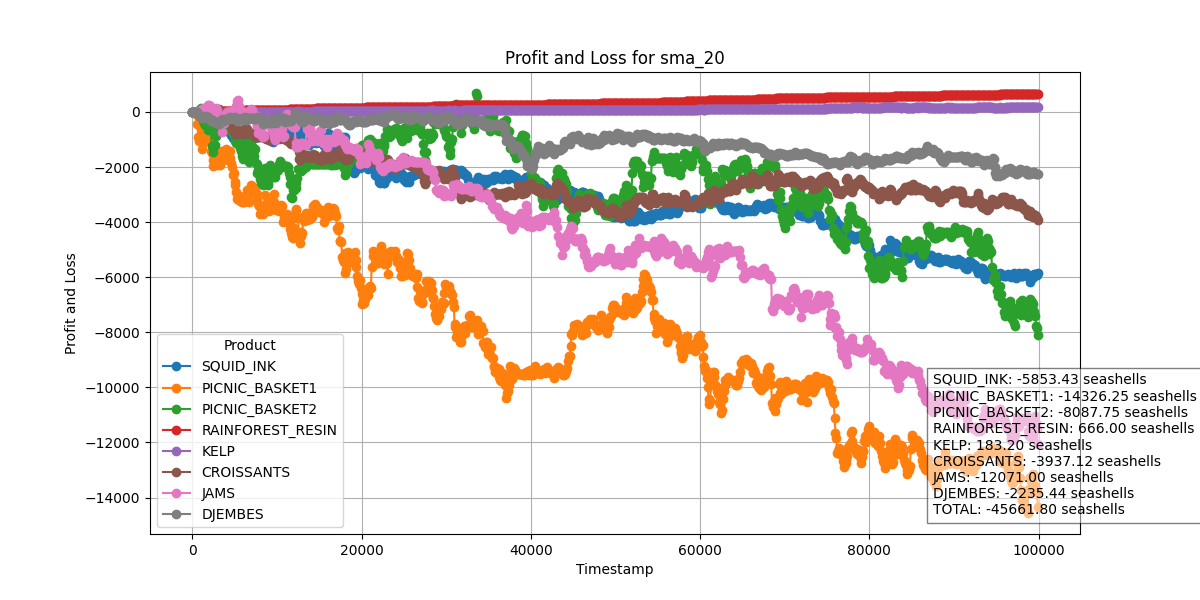 Profit and Loss for sma_20
Profit and Loss
0
−2000
−4000
−6000
−8000
−10000
−12000
−14000
Product
SQUID_INK
PICNIC_BASKET1
PICNIC_BASKET2
RAINFOREST_RESIN
KELP
CROISSANTS
JAMS
DJEMBES
SQUID_INK: -5853.43 seashells
PICNIC_BASKET1: -14326.25 seashells
PICNIC_BASKET2: -8087.75 seashells
RAINFOREST_RESIN: 666.00 seashells
KELP: 183.20 seashells
CROISSANTS: -3937.12 seashells
JAMS: -12071.00 seashells
DJEMBES: -2235.44 seashells
TOTAL: -45661.80 seashells
0
20000
40000
60000
80000
100000
Timestamp